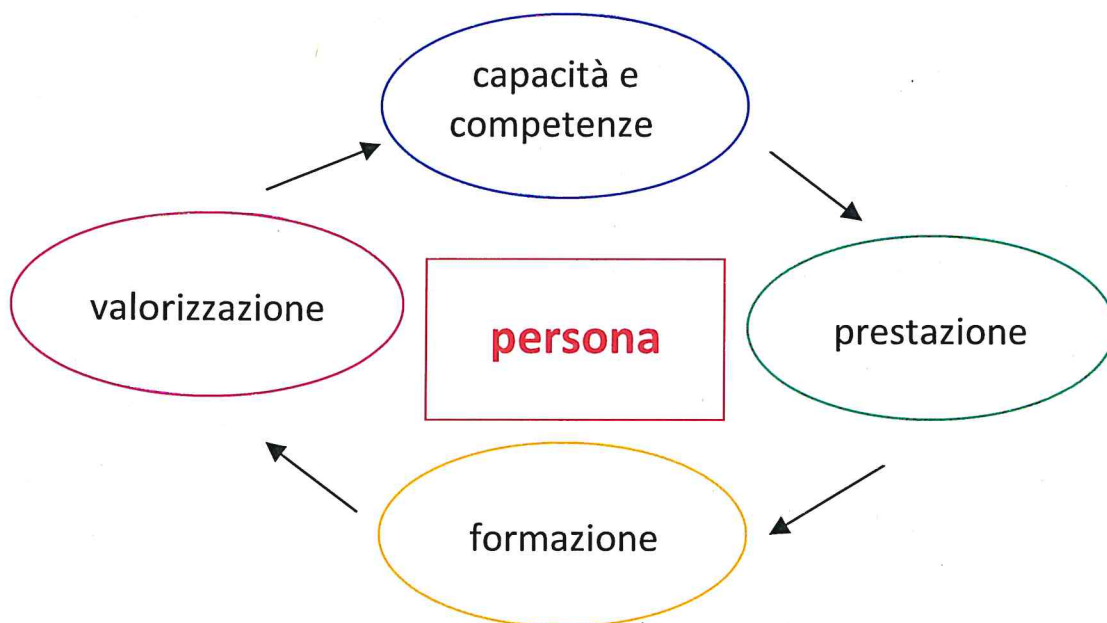 capacità e
competenze
valorizzazione
persona
prestazione
formazione